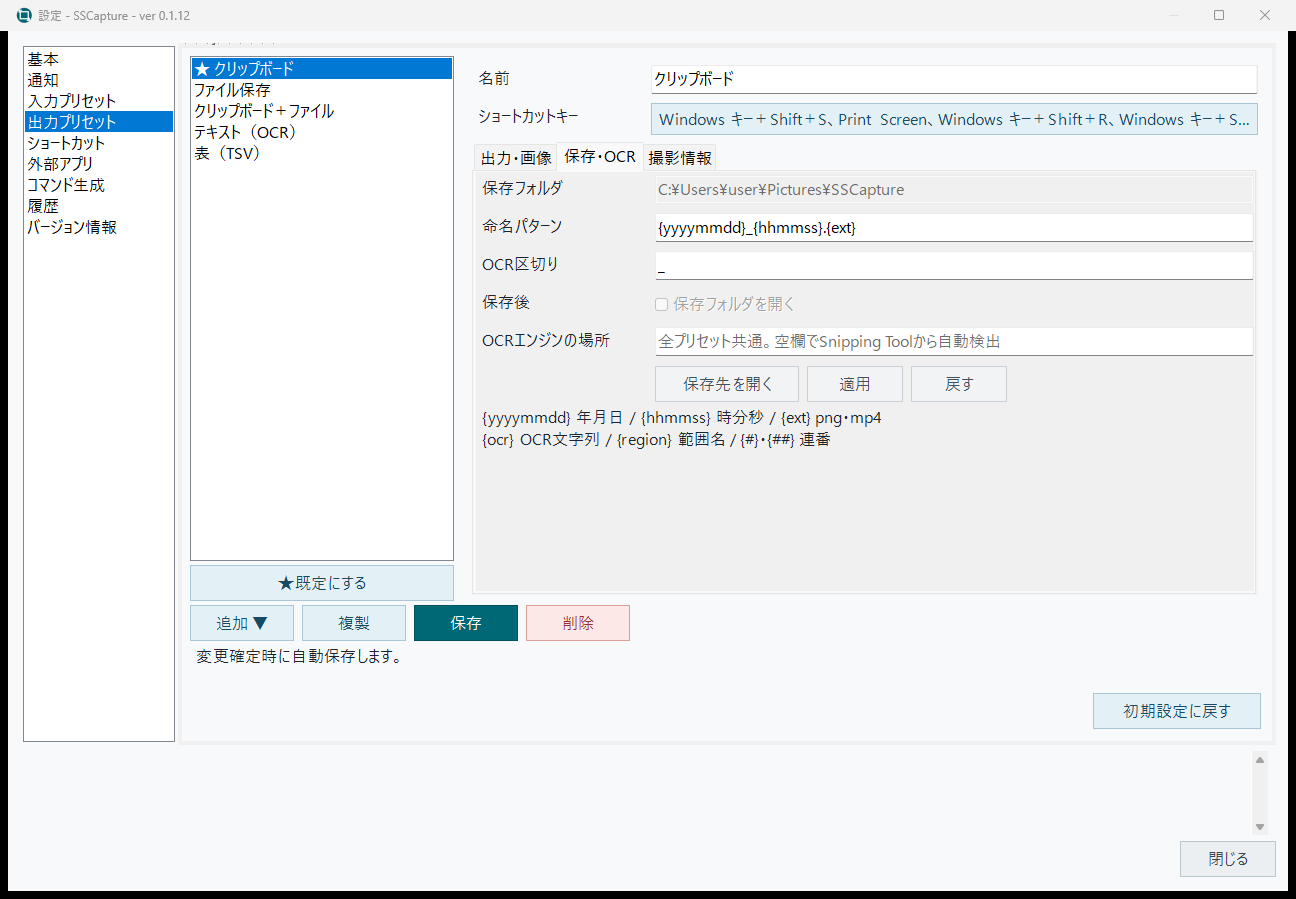 設定 - SSCapture - ver 0.1.12
基本
通知
入力プリセット
出力プリセット
ショートカット
外部アプリ
コマンド生成
履歴
バージョン情報
★ クリップボード
ファイル保存
クリップボード＋ファイル
テキスト（OCR）
表（TSV）
★既定にする
追加 ▼
複製
保存
削除
変更確定時に自動保存します。
名前
クリップボード
ショートカットキー
Windows キー＋Shift＋S、Print Screen、Windows キー＋Shift＋R、Windows キー＋S...
出力・画像
保存・OCR
撮影情報
保存フォルダ
C:¥Users¥user¥Pictures¥SSCapture
命名パターン
{yyyymmdd}_{hhmmss}.{ext}
OCR区切り
_
保存後
保存フォルダを開く
OCRエンジンの場所
全プリセット共通。空欄でSnipping Toolから自動検出
保存先を開く
適用
戻す
{yyyymmdd} 年月日 / {hhmmss} 時分秒 / {ext} png・mp4
{ocr} OCR文字列 / {region} 範囲名 / {#}・{##} 連番
初期設定に戻す
閉じる